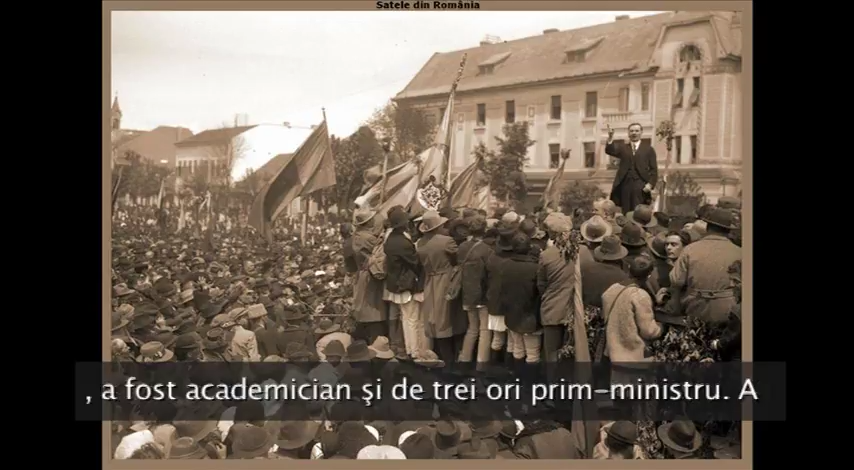 Satele din România
, a fost academician şi de trei ori prim-ministru. A